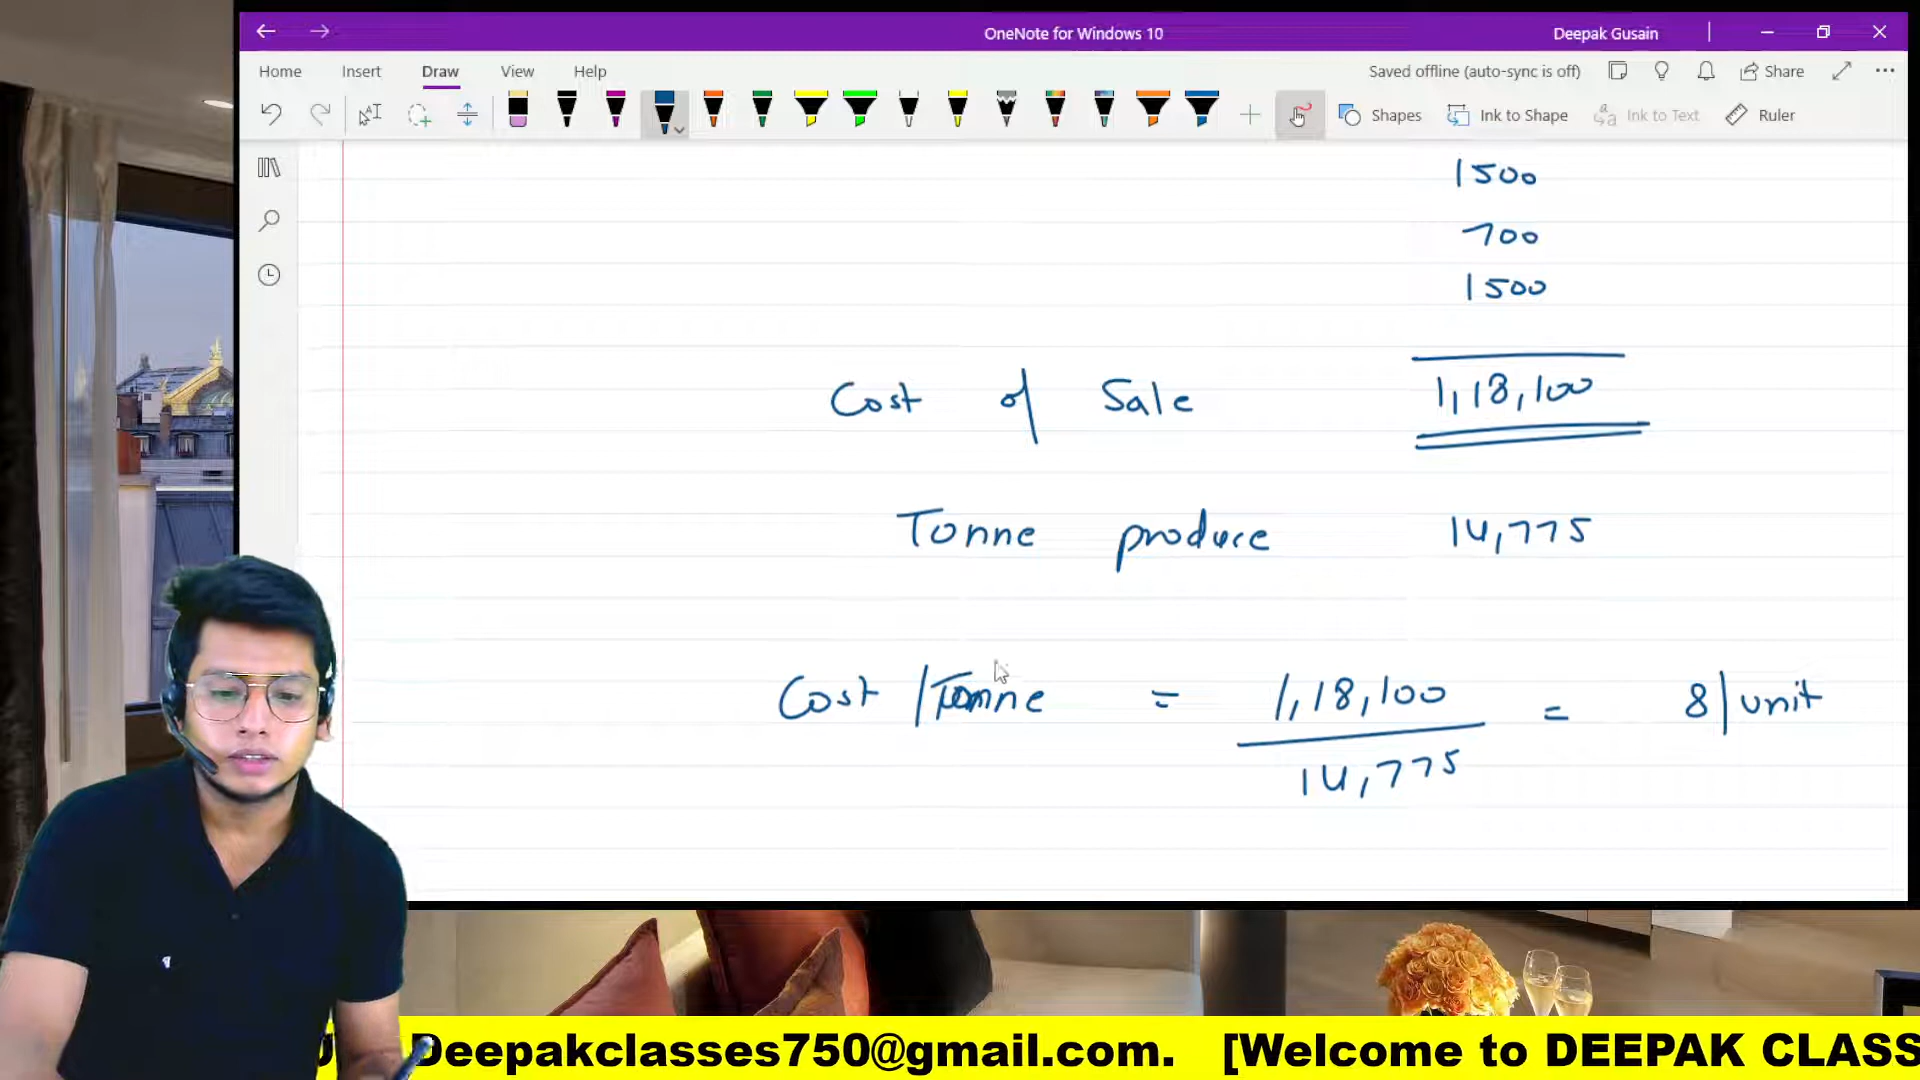 OneNote for Windows 10
Deepak Gusain
Home Insert Draw View Help
Saved offline (auto-sync is off)
Share
Shapes
Ink to Shape
Ink to Text
Ruler
1500
700
1500
Cost of Sale 1,18,100
Tonne produce 14,775
Cost /Tonne = 1,18,100 = 8/unit
14,775
Deepakclasses750@gmail.com. [Welcome to DEEPAK CLASS